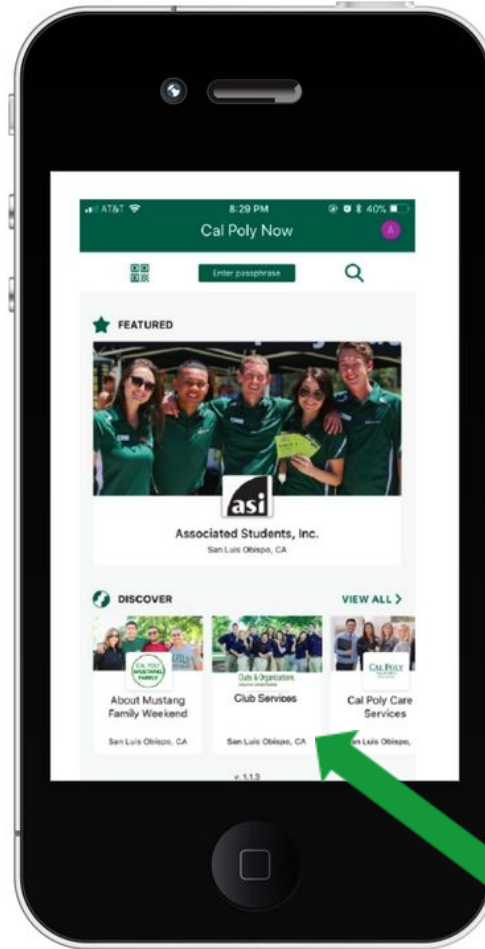 AT&T 8:29 PM 40%
Cal Poly Now
A
Enter passphrase
FEATURED
asi
Associated Students, Inc.
San Luis Obispo, CA
DISCOVER VIEW ALL >
CAL POLY
MUSTANG
FAMILY
Clubs & Organizations
CAL POLY
About Mustang
Family Weekend
Club Services
Cal Poly Care
Services
San Luis Obispo, CA
San Luis Obispo, CA
San Luis Obispo,
v. 1.1.3